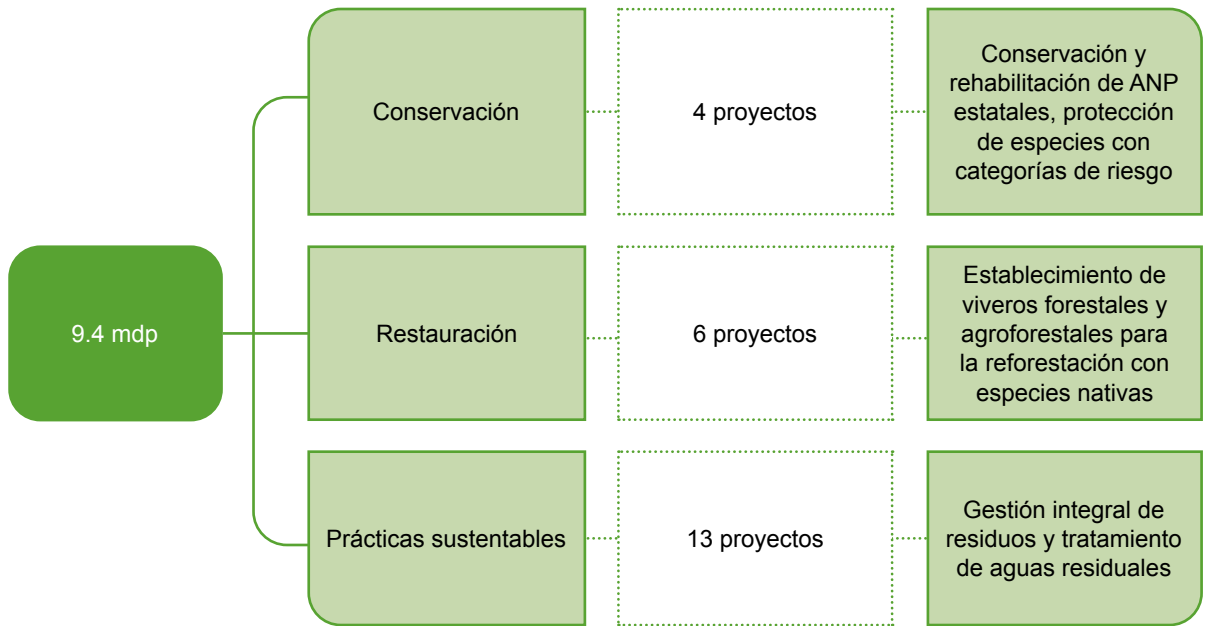 9.4 mdp
Conservación
4 proyectos
Conservación y
rehabilitación de ANP
estatales, protección
de especies con
categorías de riesgo
Restauración
6 proyectos
Establecimiento de
viveros forestales y
agroforestales para
la reforestación con
especies nativas
Prácticas sustentables
13 proyectos
Gestión integral de
residuos y tratamiento
de aguas residuales